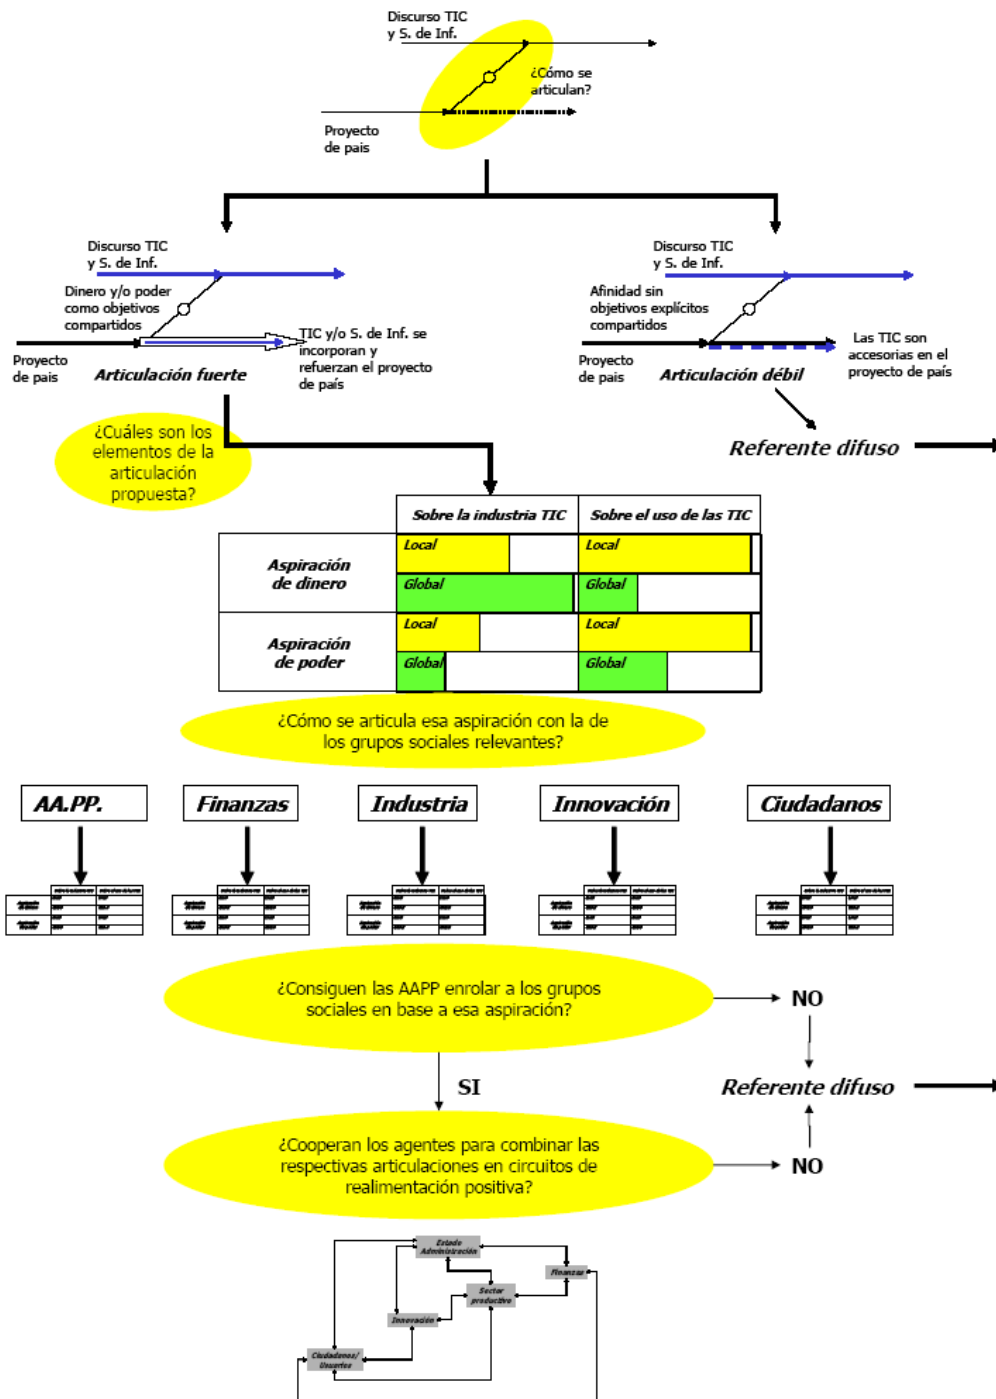 Discurso TIC
y S. de Inf.
¿Cómo se
articulan?
Proyecto
de pais
Discurso TIC
y S. de Inf.
Dinero y/o poder
como objetivos
compartidos
TIC y/o S. de Inf. se
incorporan y
refuerzan el proyecto
de país
Proyecto
de pais
Articulación fuerte
Discurso TIC
y S. de Inf.
Afinidad sin
objetivos explícitos
compartidos
Las TIC son
accesorias en el
proyecto de país
Proyecto
de pais
Articulación débil
Referente difuso
¿Cuáles son los
elementos de la
articulación
propuesta?
Sobre la industria TIC
Sobre el uso de las TIC
Aspiración
de dinero
Local
Local
Global
Global
Aspiración
de poder
Local
Local
Global
Global
¿Cómo se articula esa aspiración con la de
los grupos sociales relevantes?
AA.PP.
Finanzas
Industria
Innovación
Ciudadanos
¿Consiguen las AAPP enrolar a los grupos
sociales en base a esa aspiración?
NO
SI
Referente difuso
¿Cooperan los agentes para combinar las
respectivas articulaciones en circuitos de
realimentación positiva?
NO
Estado
Administración
Finanzas
Sector
productivo
Innovación
Ciudadanos/
Usuarios